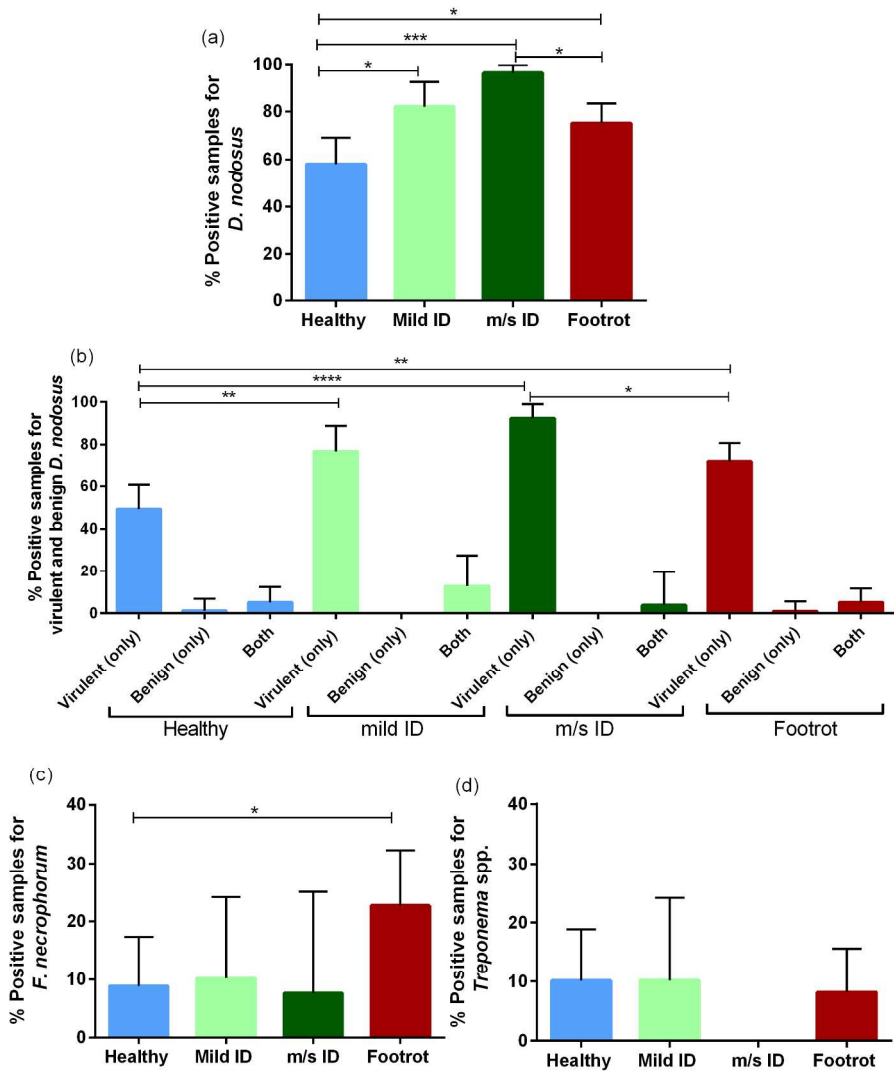 (a)
*
***
*
*
% Positive samples for
D. nodosus
100
80
60
40
20
0
Healthy Mild ID m/s ID Footrot
(b)
**
****
**
*
% Positive samples for
virulent and benign D. nodosus
100
80
60
40
20
0
Virulent (only) Benign (only) Both Virulent (only) Benign (only) Both Virulent (only) Benign (only) Both Virulent (only) Benign (only) Both
Healthy mild ID m/s ID Footrot
(c)
*
% Positive samples for
F. necrophorum
40
30
20
10
0
Healthy Mild ID m/s ID Footrot
(d)
% Positive samples for
Treponema spp.
40
30
20
10
0
Healthy Mild ID m/s ID Footrot